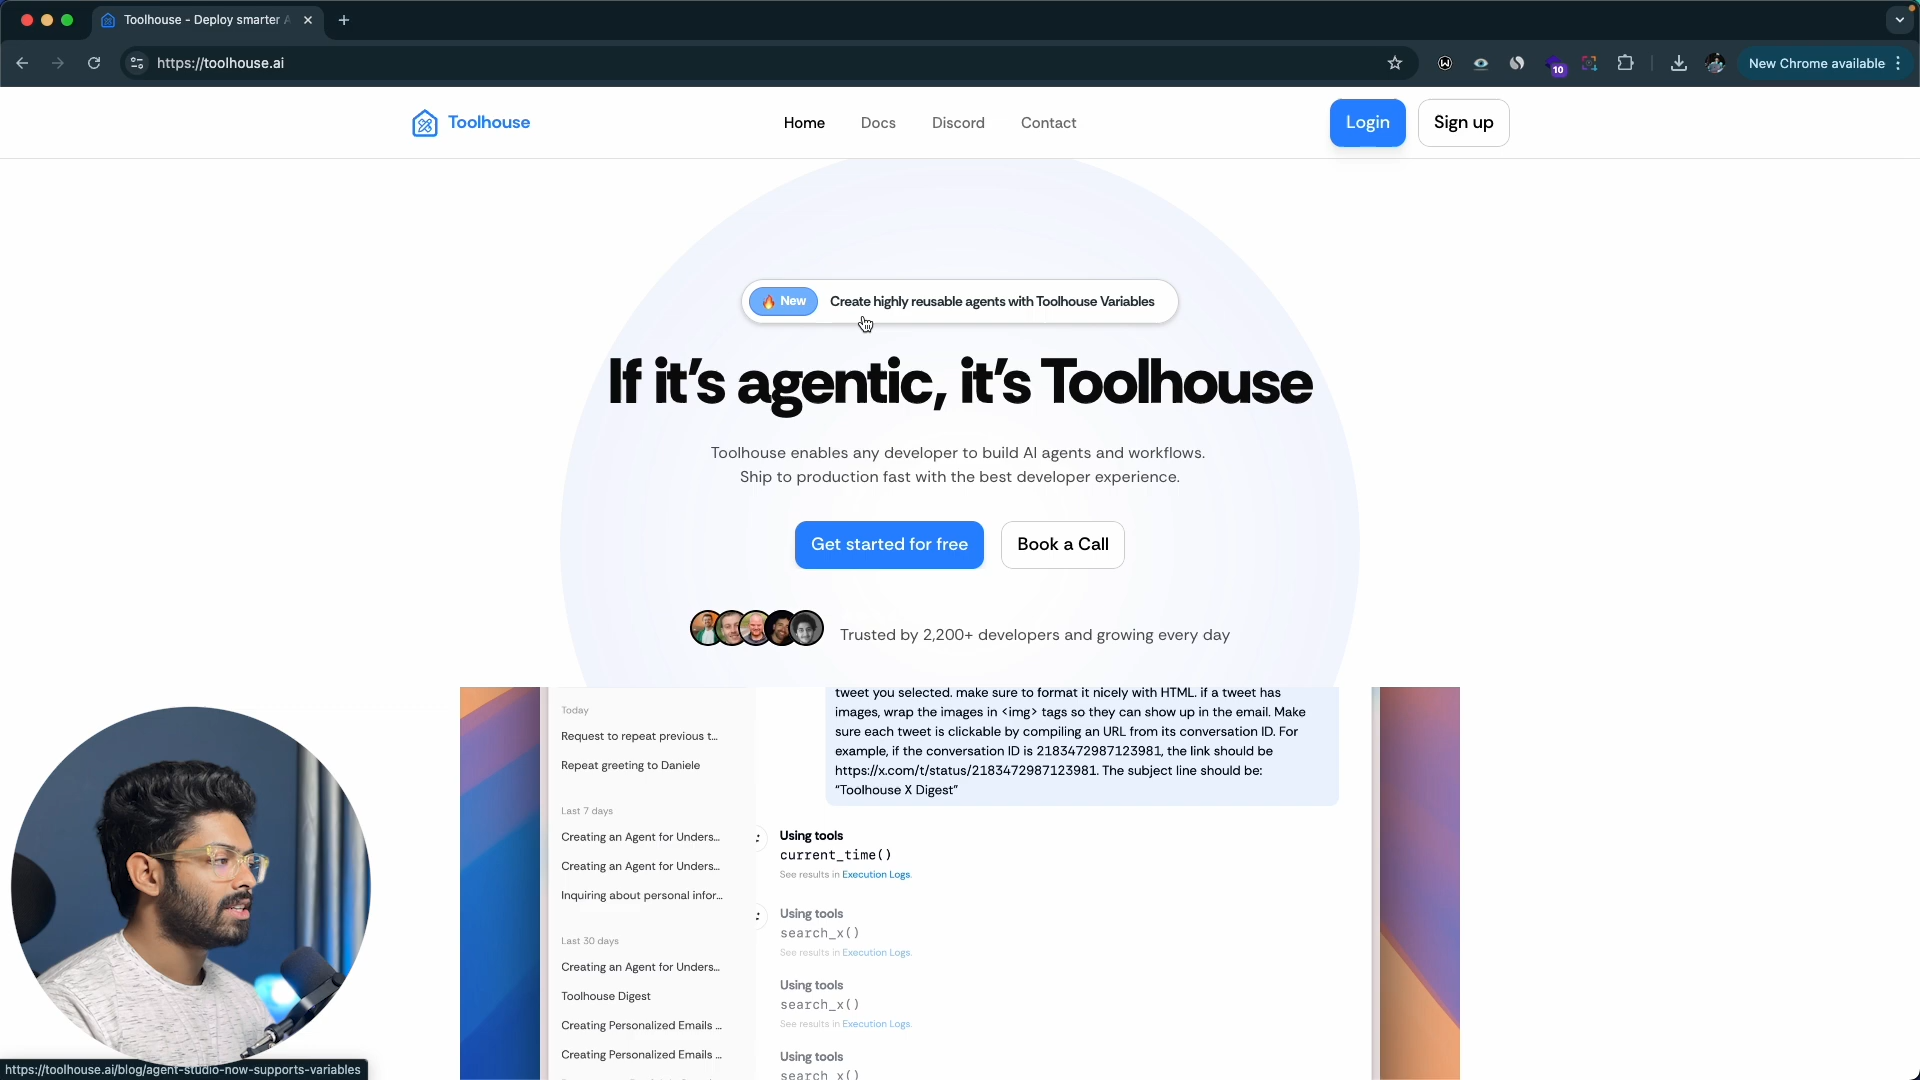 Toolhouse - Deploy smarter A
https://toolhouse.ai
10
New Chrome available
Toolhouse
Home
Docs
Discord
Contact
Login
Sign up
🔥 New
Create highly reusable agents with Toolhouse Variables
If it's agentic, it's Toolhouse
Toolhouse enables any developer to build AI agents and workflows.
Ship to production fast with the best developer experience.
Get started for free
Book a Call
Trusted by 2,200+ developers and growing every day
Today
Request to repeat previous t...
Repeat greeting to Daniele
Last 7 days
Creating an Agent for Unders...
Creating an Agent for Unders...
Inquiring about personal infor...
Last 30 days
Creating an Agent for Unders...
Toolhouse Digest
Creating Personalized Emails ...
Creating Personalized Emails ...
tweet you selected. make sure to format it nicely with HTML. if a tweet has
images, wrap the images in <img> tags so they can show up in the email. Make
sure each tweet is clickable by compiling an URL from its conversation ID. For
example, if the conversation ID is 2183472987123981, the link should be
https://x.com/t/status/2183472987123981. The subject line should be:
"Toolhouse X Digest"
Using tools
current_time()
See results in Execution Logs.
Using tools
search_x()
See results in Execution Logs.
Using tools
search_x()
See results in Execution Logs.
Using tools
search_x()
https://toolhouse.ai/blog/agent-studio-now-supports-variables